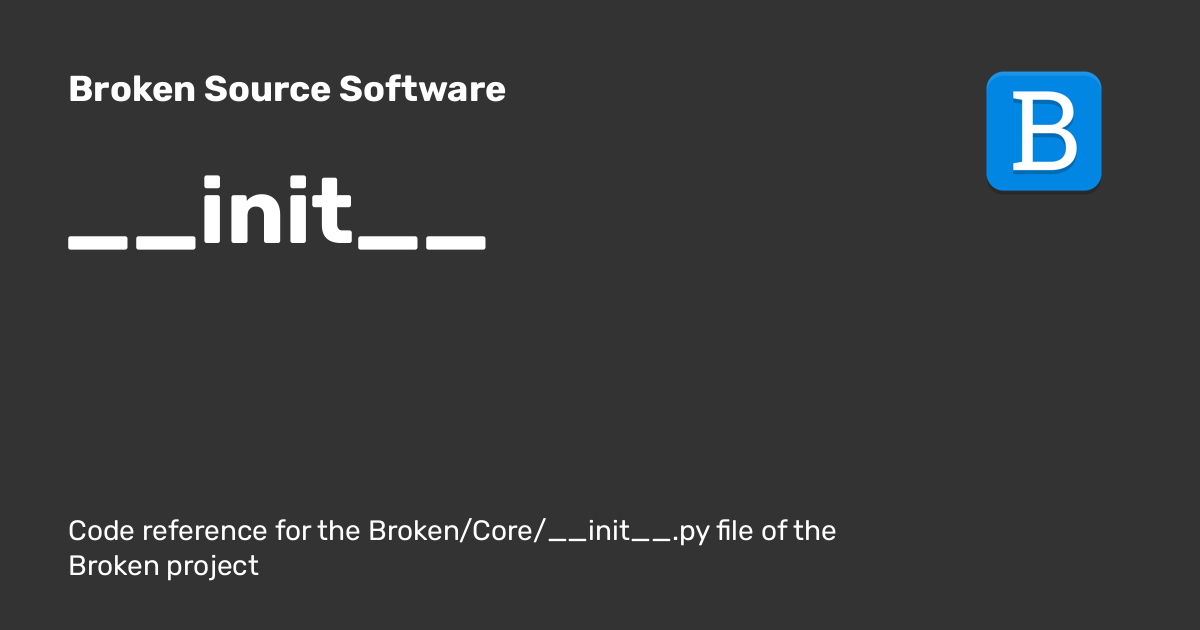 Broken Source Software
B
__init__
Code reference for the Broken/Core/__init__.py file of the
Broken project